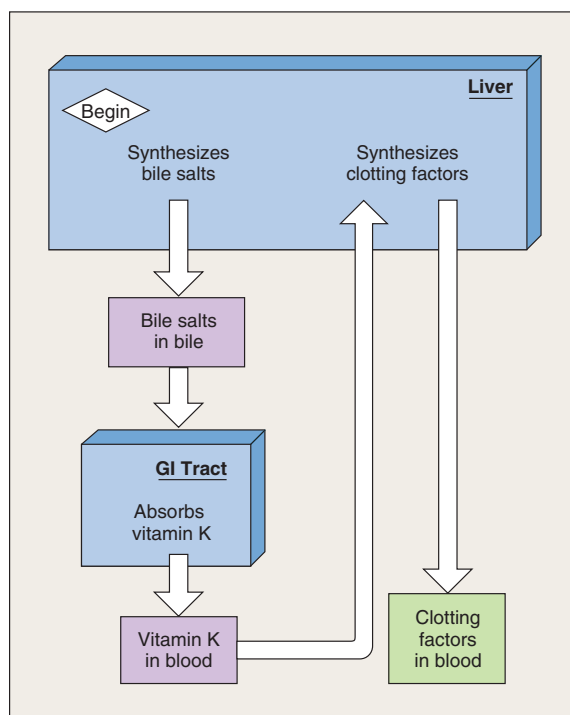 Liver
Begin
Synthesizes
bile salts
Synthesizes
clotting factors
Bile salts
in bile
GI Tract
Absorbs
vitamin K
Vitamin K
in blood
Clotting
factors
in blood